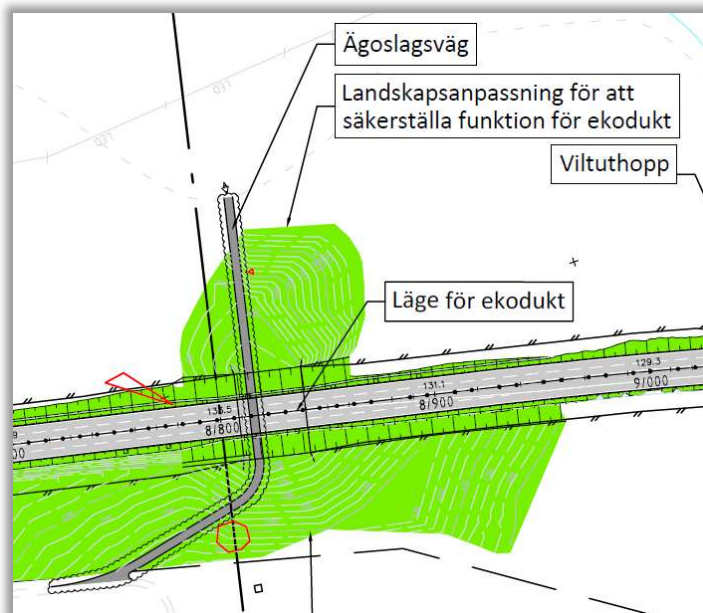 Ägoslagsväg
Landskapsanpassning för att
säkerställa funktion för ekodukt
Viltuthopp
Läge för ekodukt
129.3
9/000
131.1
8/900
8/800